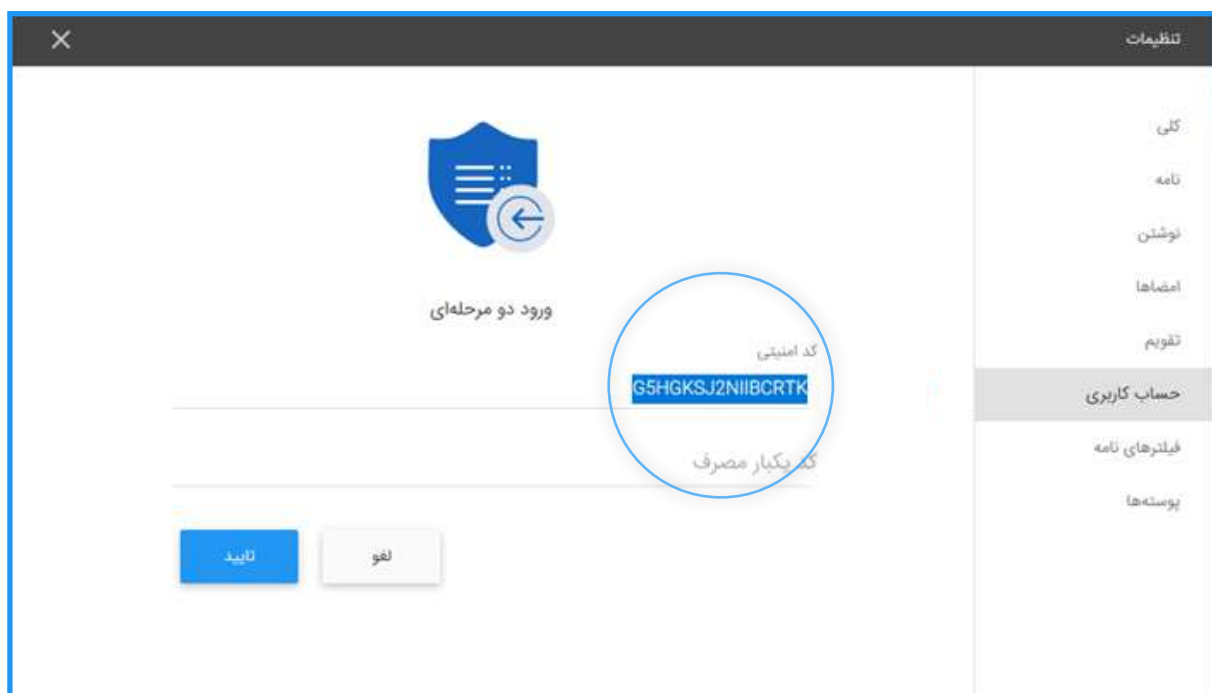 تنظیمات
کلی
نامه
نوشتن
امضاها
تقویم
حساب کاربری
فیلترهای نامه
پوسته‌ها
ورود دو مرحله‌ای
کد امنیتی
G5HGKSJ2NIIBCRTK
کد یکبار مصرف
لغو
تایید